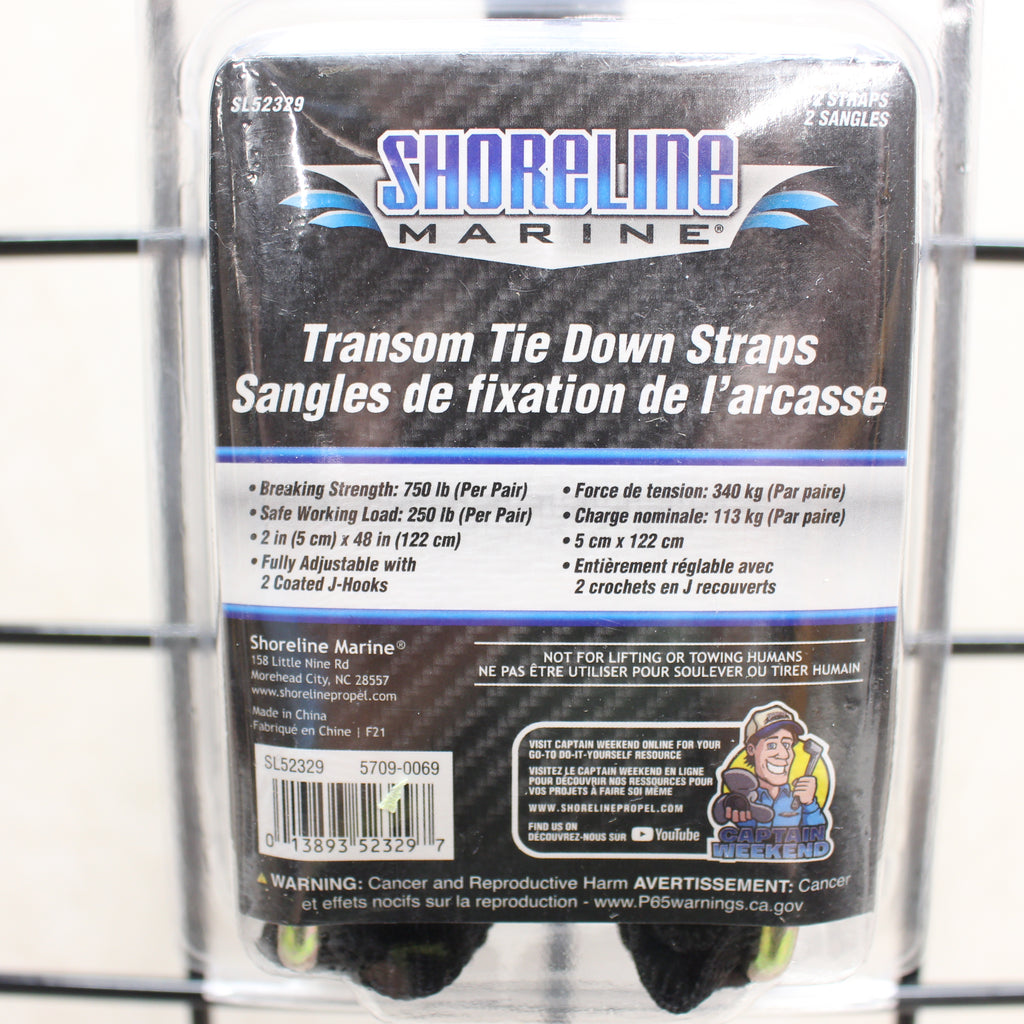 SL52329
2 STRAPS
2 SANGLES
SHORELINE
MARINE®
Transom Tie Down Straps
Sangles de fixation de l'arcasse
• Breaking Strength: 750 lb (Per Pair)
• Safe Working Load: 250 lb (Per Pair)
• 2 in (5 cm) x 48 in (122 cm)
• Fully Adjustable with
2 Coated J-Hooks
• Force de tension: 340 kg (Par paire)
• Charge nominale: 113 kg (Par paire)
• 5 cm x 122 cm
• Entièrement réglable avec
2 crochets en J recouverts
Shoreline Marine®
158 Little Nine Rd
Morehead City, NC 28557
www.shorelinepropel.com
Made in China
Fabriqué en Chine | F21
NOT FOR LIFTING OR TOWING HUMANS
NE PAS ÊTRE UTILISER POUR SOULEVER OU TIRER HUMAIN
SL52329 5709-0069
0 13893 52329 7
VISIT CAPTAIN WEEKEND ONLINE FOR YOUR
GO-TO DO-IT-YOURSELF RESOURCE
VISITEZ LE CAPTAIN WEEKEND EN LIGNE
POUR DÉCOUVRIR NOS RESSOURCES POUR
VOS PROJETS À FAIRE SOI MÊME
WWW.SHORELINEPROPEL.COM
FIND US ON
DÉCOUVREZ-NOUS SUR YouTube
CAPTAIN
WEEKEND
WARNING: Cancer and Reproductive Harm AVERTISSEMENT: Cancer
et effets nocifs sur la reproduction - www.P65warnings.ca.gov